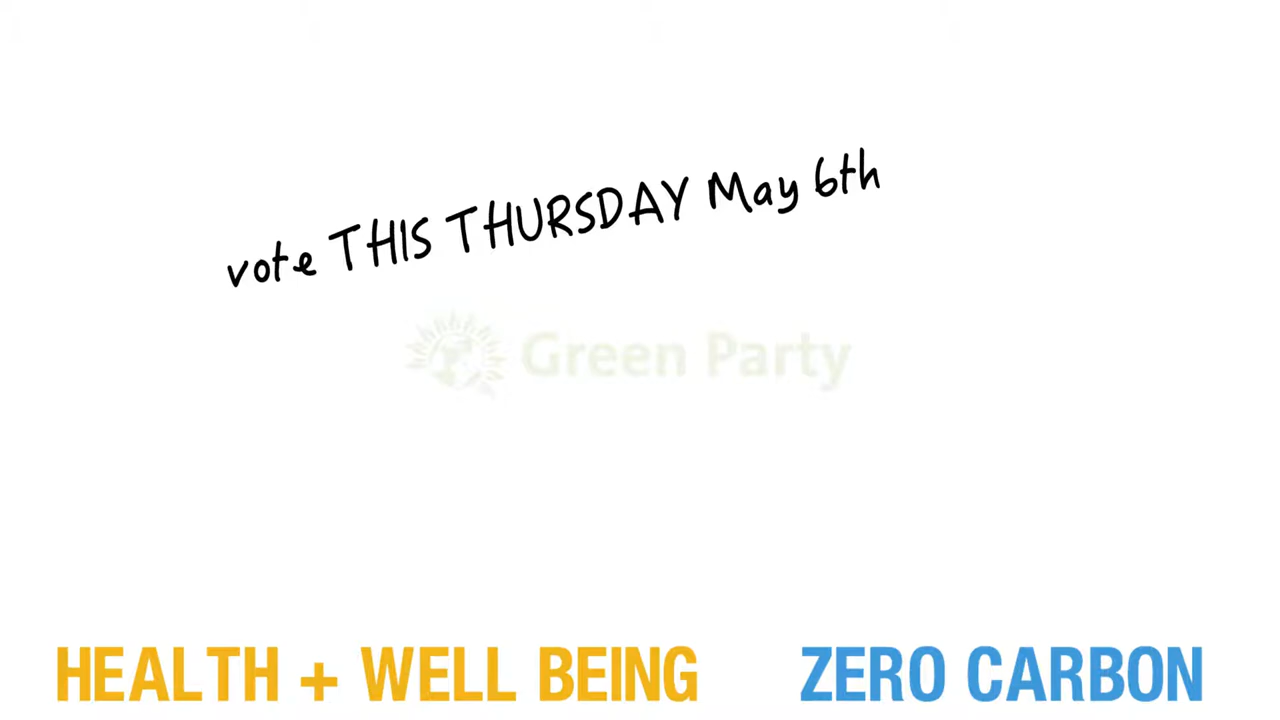 vote THIS THURSDAY May 6th
Green Party
HEALTH + WELL BEING ZERO CARBON